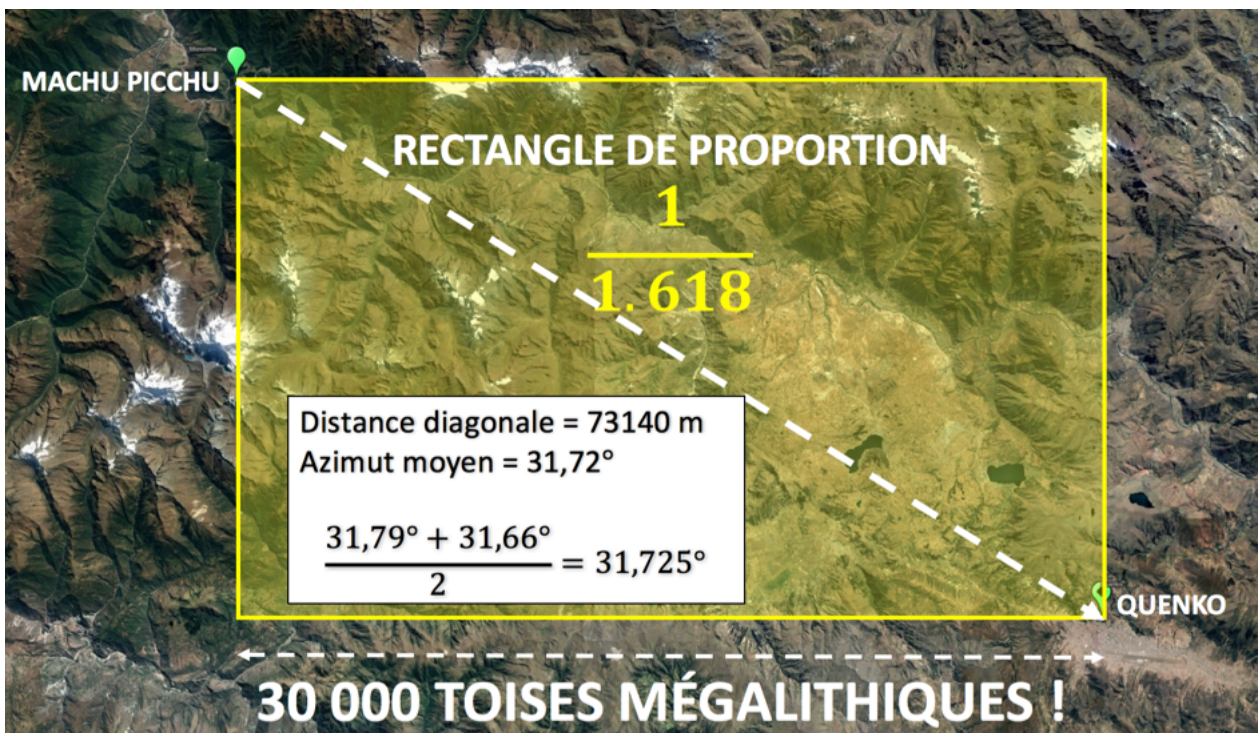 MACHU PICCHU
RECTANGLE DE PROPORTION
1
1.618
Distance diagonale = 73140 m
Azimut moyen = 31,72°
31,79° + 31,66°
2
= 31,725°
QUENKO
30 000 TOISES MÉGALITHIQUES !